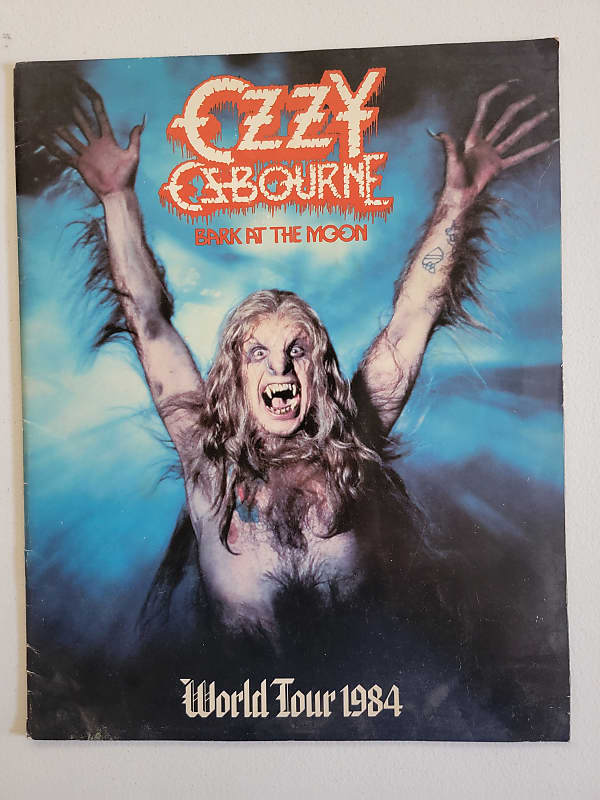 OZZY
OSBOURNE
BARK AT THE MOON
World Tour 1984